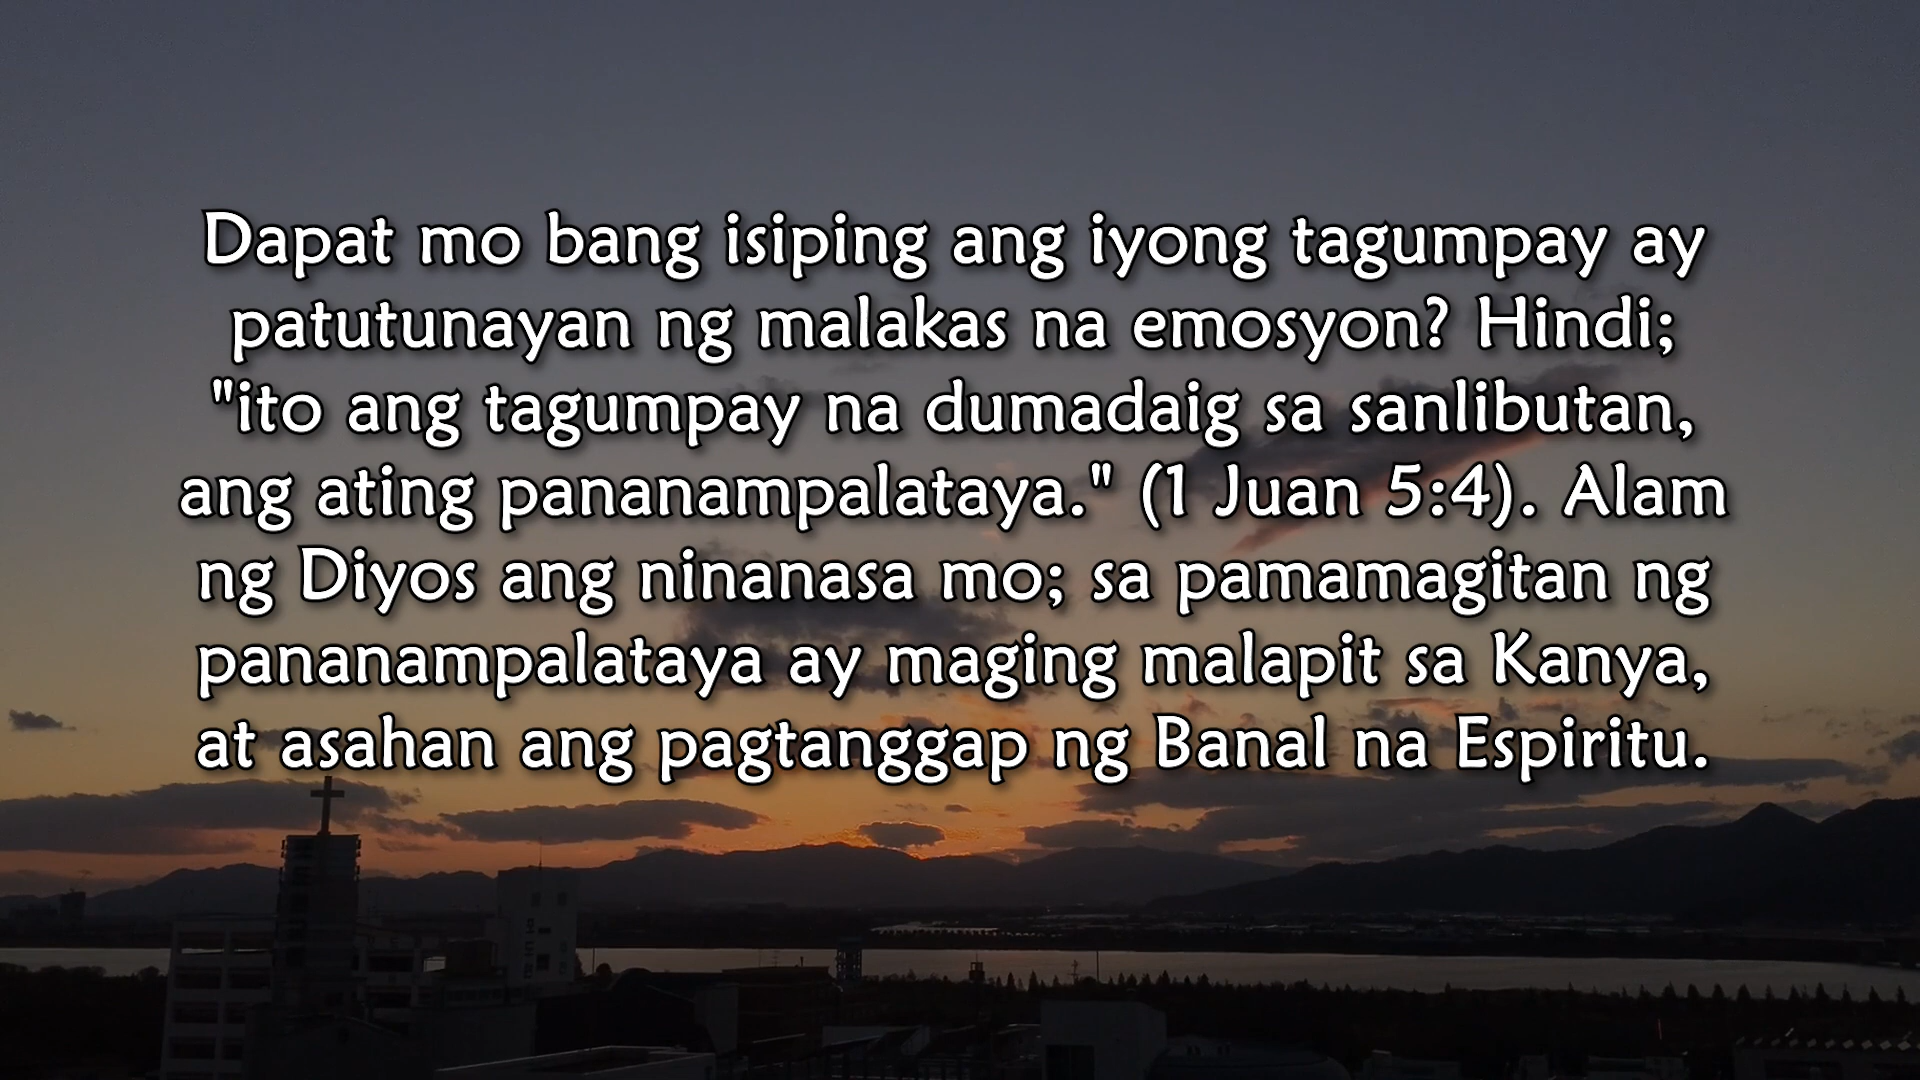 Dapat mo bang isiping ang iyong tagumpay ay
patutunayan ng malakas na emosyon? Hindi;
"ito ang tagumpay na dumadaig sa sanlibutan,
ang ating pananampalataya." (1 Juan 5:4). Alam
ng Diyos ang ninanasa mo; sa pamamagitan ng
pananampalataya ay maging malapit sa Kanya,
at asahan ang pagtanggap ng Banal na Espiritu.